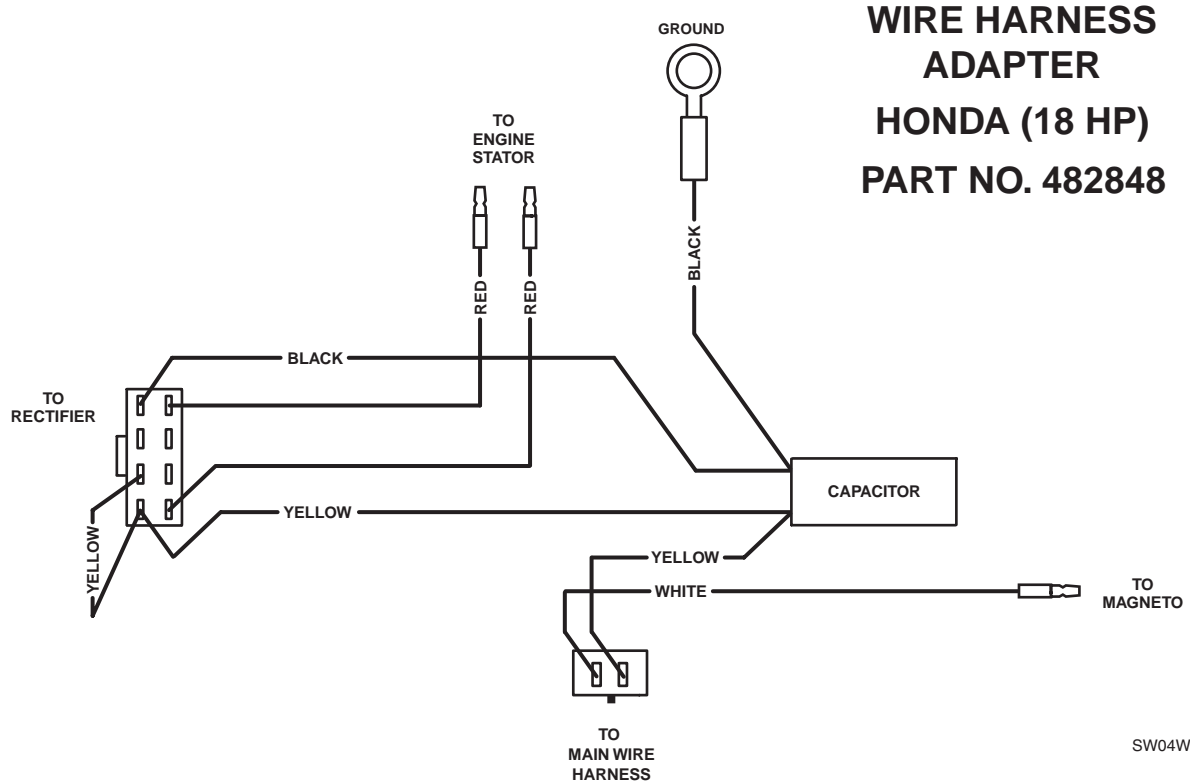 WIRE HARNESS
ADAPTER
HONDA (18 HP)
PART NO. 482848
GROUND
TO
ENGINE
STATOR
BLACK
RED
RED
BLACK
TO
RECTIFIER
CAPACITOR
YELLOW
YELLOW
YELLOW
WHITE
TO
MAGNETO
TO
MAIN WIRE
HARNESS
SW04W